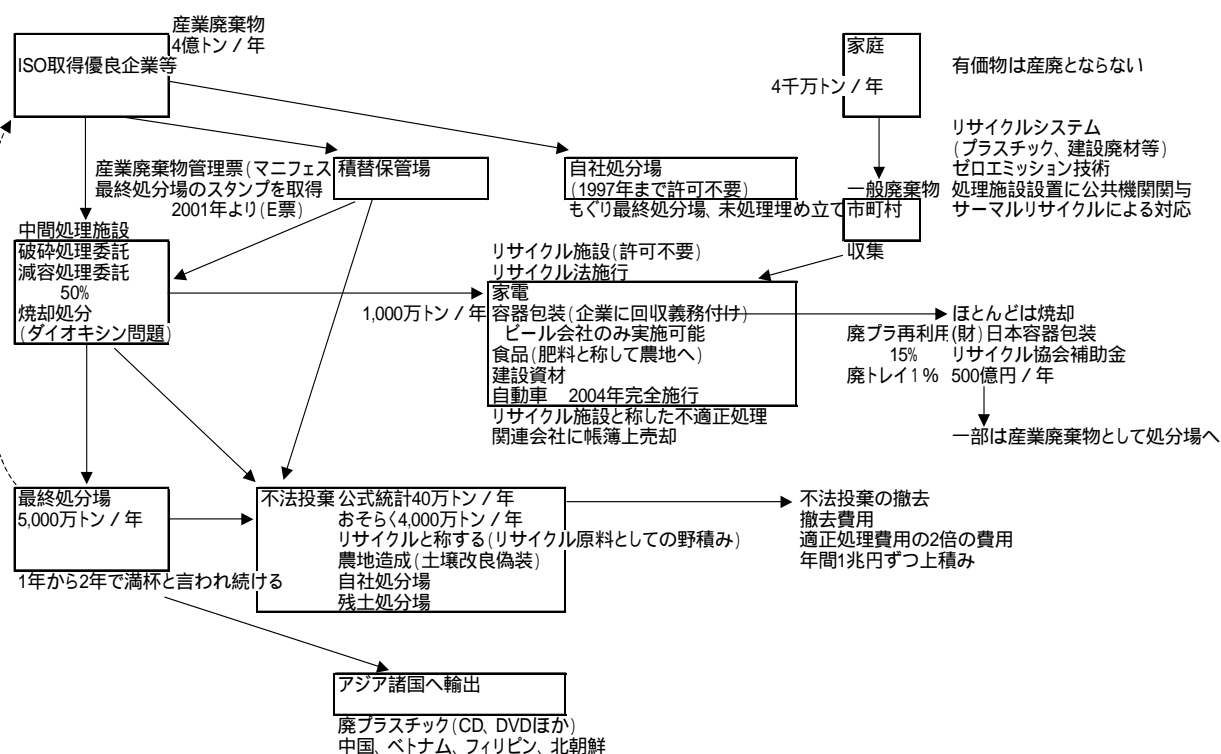 産業廃棄物
4億トン / 年
ISO取得優良企業等
家庭
4千万トン / 年
有価物は産廃とならない
リサイクルシステム
(プラスチック、建設廃材等)
ゼロエミッション技術
処理施設設置に公共機関関与
サーマルリサイクルによる対応
産業廃棄物管理票(マニフェス
最終処分場のスタンプを取得
2001年より(E票)
積替保管場
自社処分場
(1997年まで許可不要)
もぐり最終処分場、未処理埋め立て
一般廃棄物
市町村
収集
中間処理施設
破砕処理委託
減容処理委託
50%
焼却処分
(ダイオキシン問題)
リサイクル施設(許可不要)
リサイクル法施行
1,000万トン / 年
家電
容器包装(企業に回収義務付け)
ビール会社のみ実施可能
食品(肥料と称して農地へ)
建設資材
自動車 2004年完全施行
リサイクル施設と称した不適正処理
関連会社に帳簿上売却
廃プラ再利用
15%
廃トレイ1%
ほとんどは焼却
(財)日本容器包装
リサイクル協会補助金
500億円 / 年
一部は産業廃棄物として処分場へ
最終処分場
5,000万トン / 年
1年から2年で満杯と言われ続ける
不法投棄 公式統計40万トン / 年
おそらく4,000万トン / 年
リサイクルと称する(リサイクル原料としての野積み)
農地造成(土壌改良偽装)
自社処分場
残土処分場
不法投棄の撤去
撤去費用
適正処理費用の2倍の費用
年間1兆円ずつ上積み
アジア諸国へ輸出
廃プラスチック(CD、DVDほか)
中国、ベトナム、フィリピン、北朝鮮